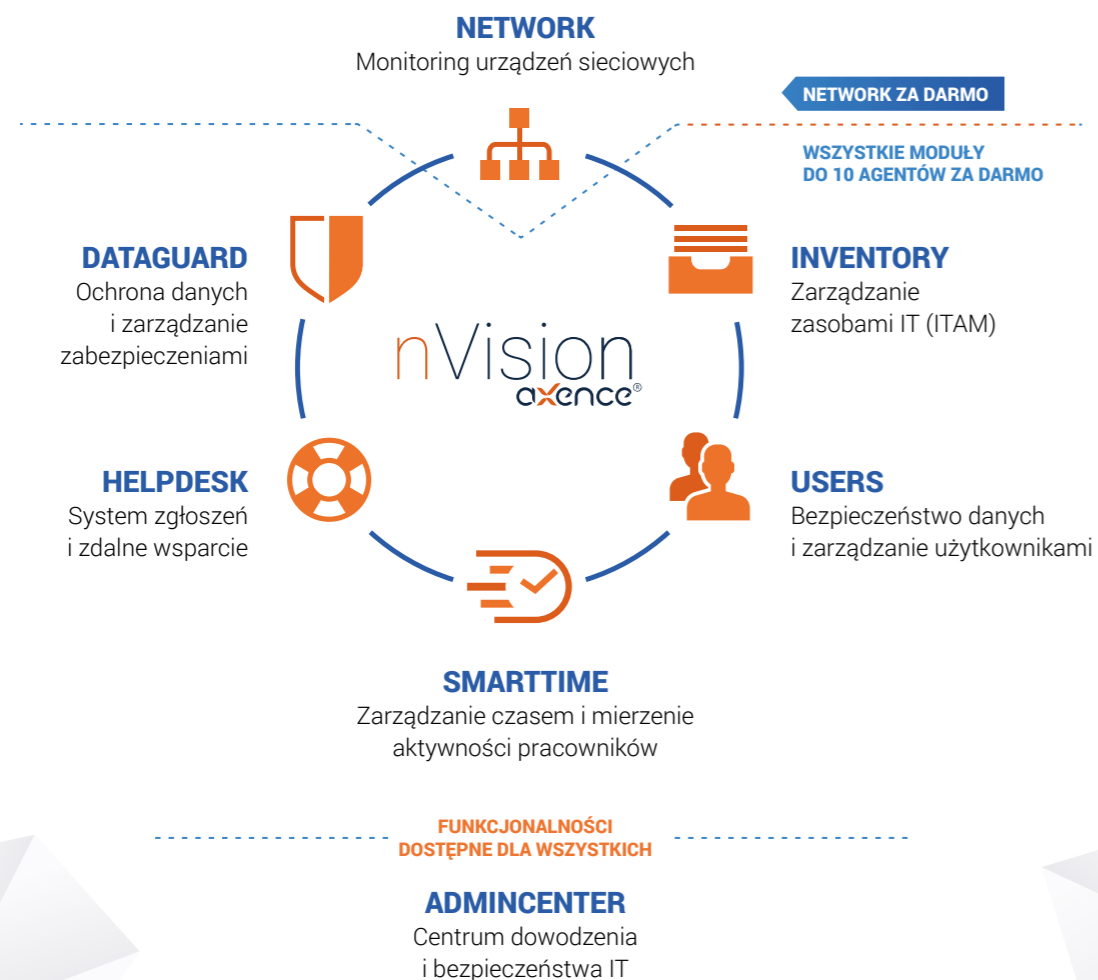 NETWORK
Monitoring urządzeń sieciowych
NETWORK ZA DARMO
WSZYSTKIE MODUŁY
DO 10 AGENTÓW ZA DARMO
DATAGUARD
Ochrona danych
i zarządzanie
zabezpieczeniami
INVENTORY
Zarządzanie
zasobami IT (ITAM)
nVision
axence®
HELPDESK
System zgłoszeń
i zdalne wsparcie
USERS
Bezpieczeństwo danych
i zarządzanie użytkownikami
SMARTTIME
Zarządzanie czasem i mierzenie
aktywności pracowników
FUNKCJONALNOŚCI
DOSTĘPNE DLA WSZYSTKICH
ADMINCENTER
Centrum dowodzenia
i bezpieczeństwa IT